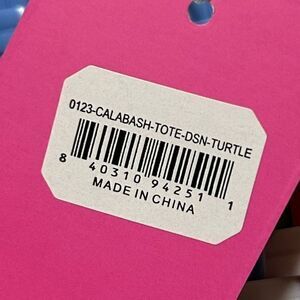 0123-CALABASH-TOTE-DSN-TURTLE
8 40310 94251 1
MADE IN CHINA